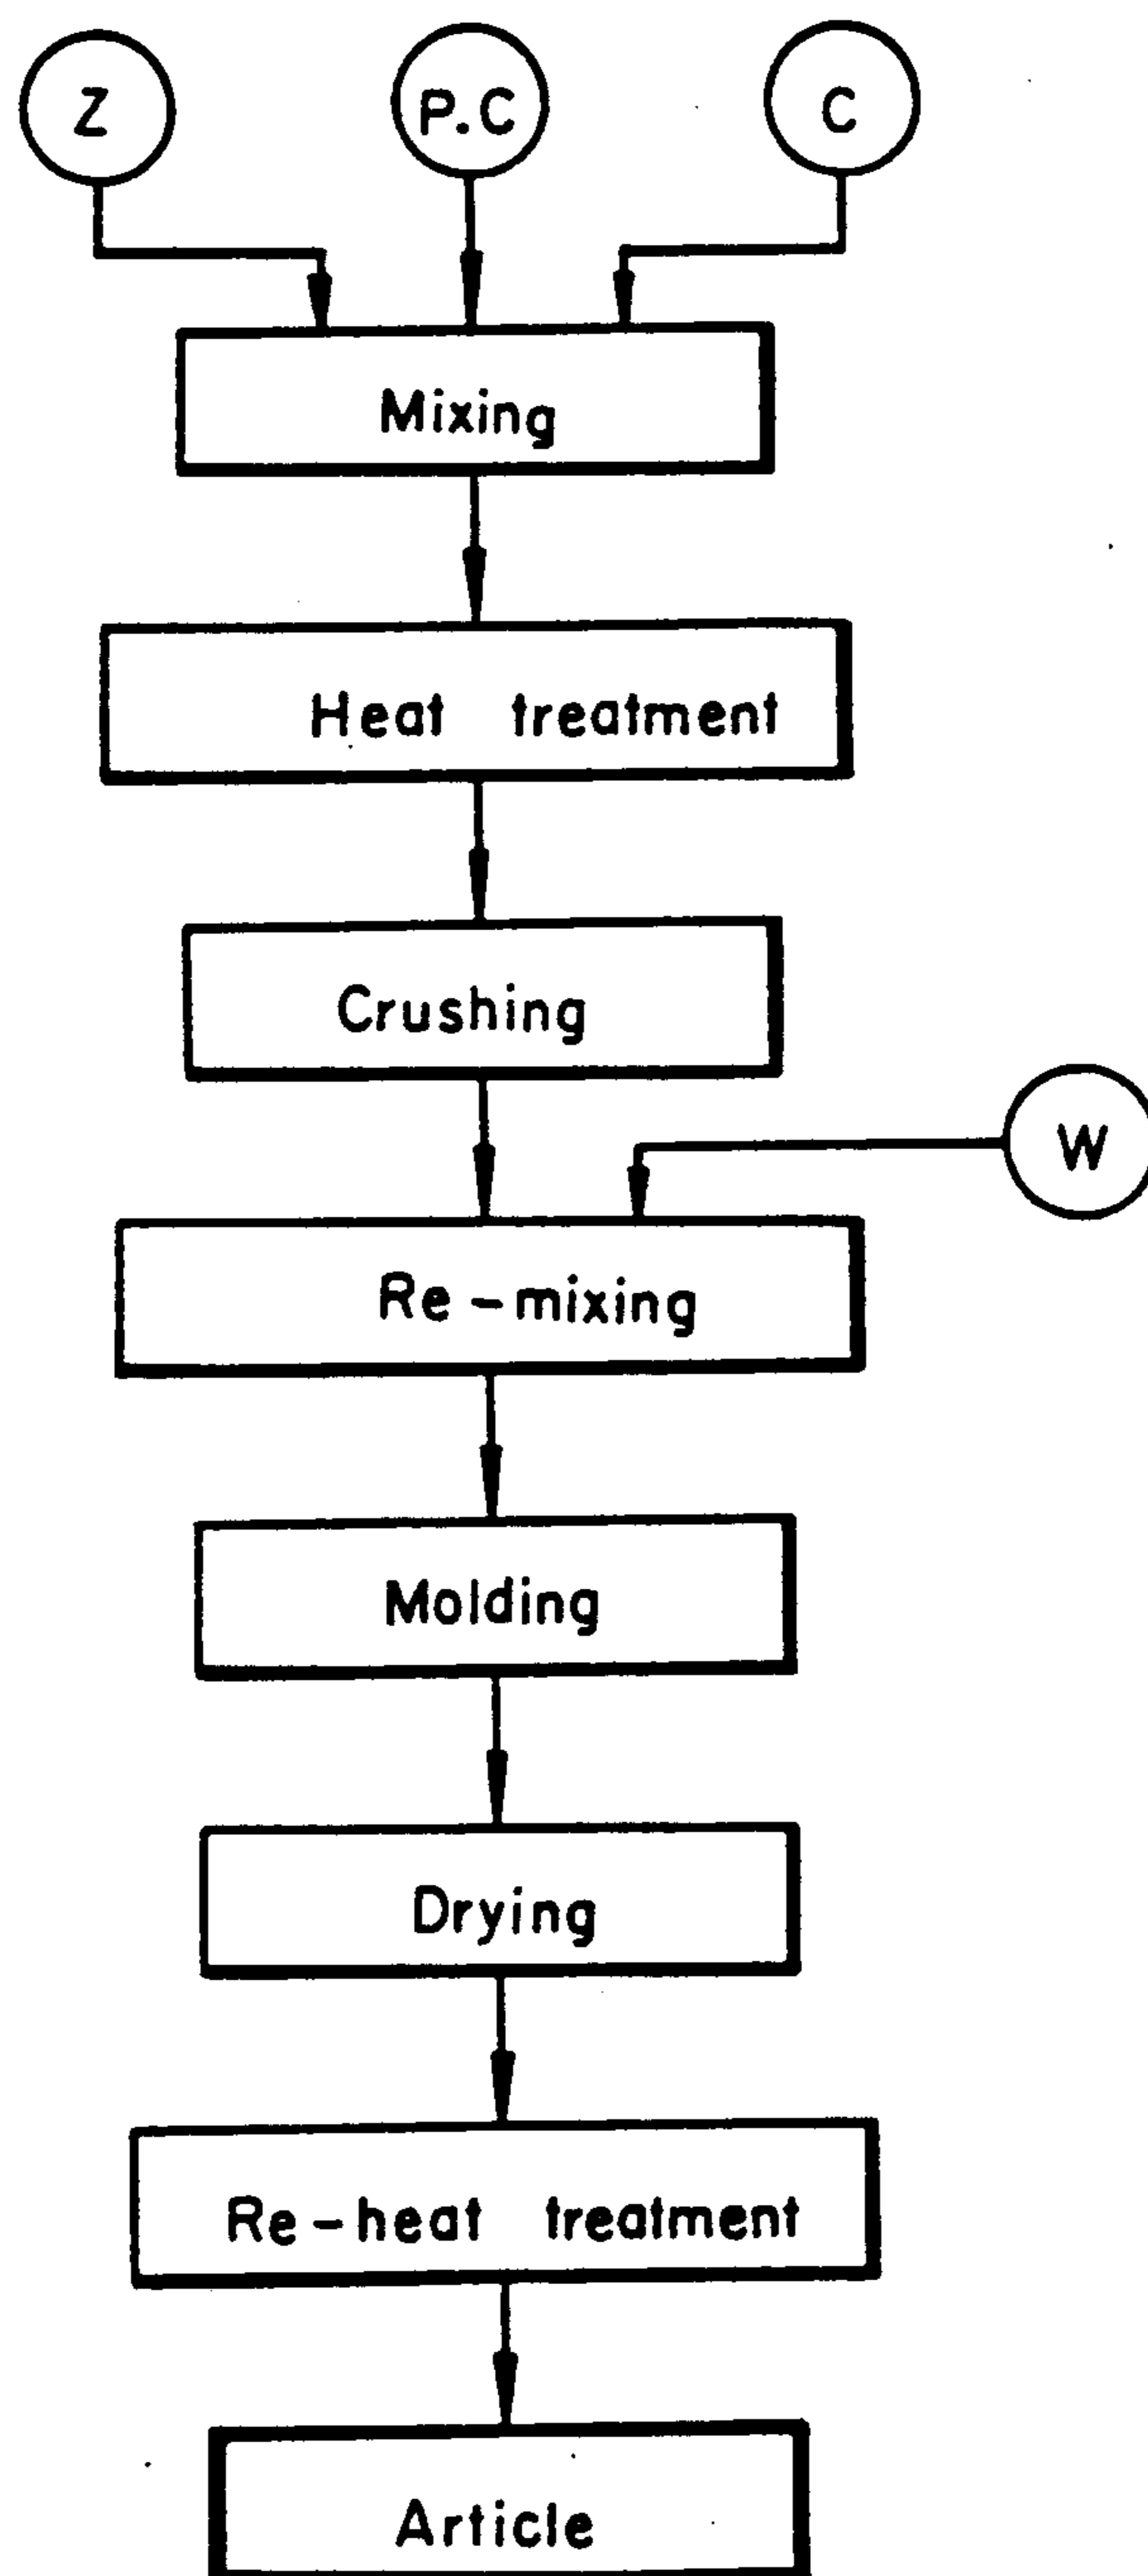 Z
P.C
C
Mixing
Heat treatment
Crushing
W
Re-mixing
Molding
Drying
Re-heat treatment
Article